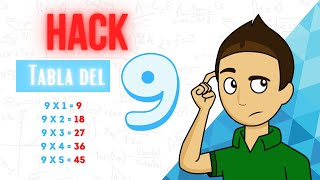 HACK
TABLA DEL
9
9 X 1 = 9
9 X 2 = 18
9 X 3 = 27
9 X 4 = 36
9 X 5 = 45